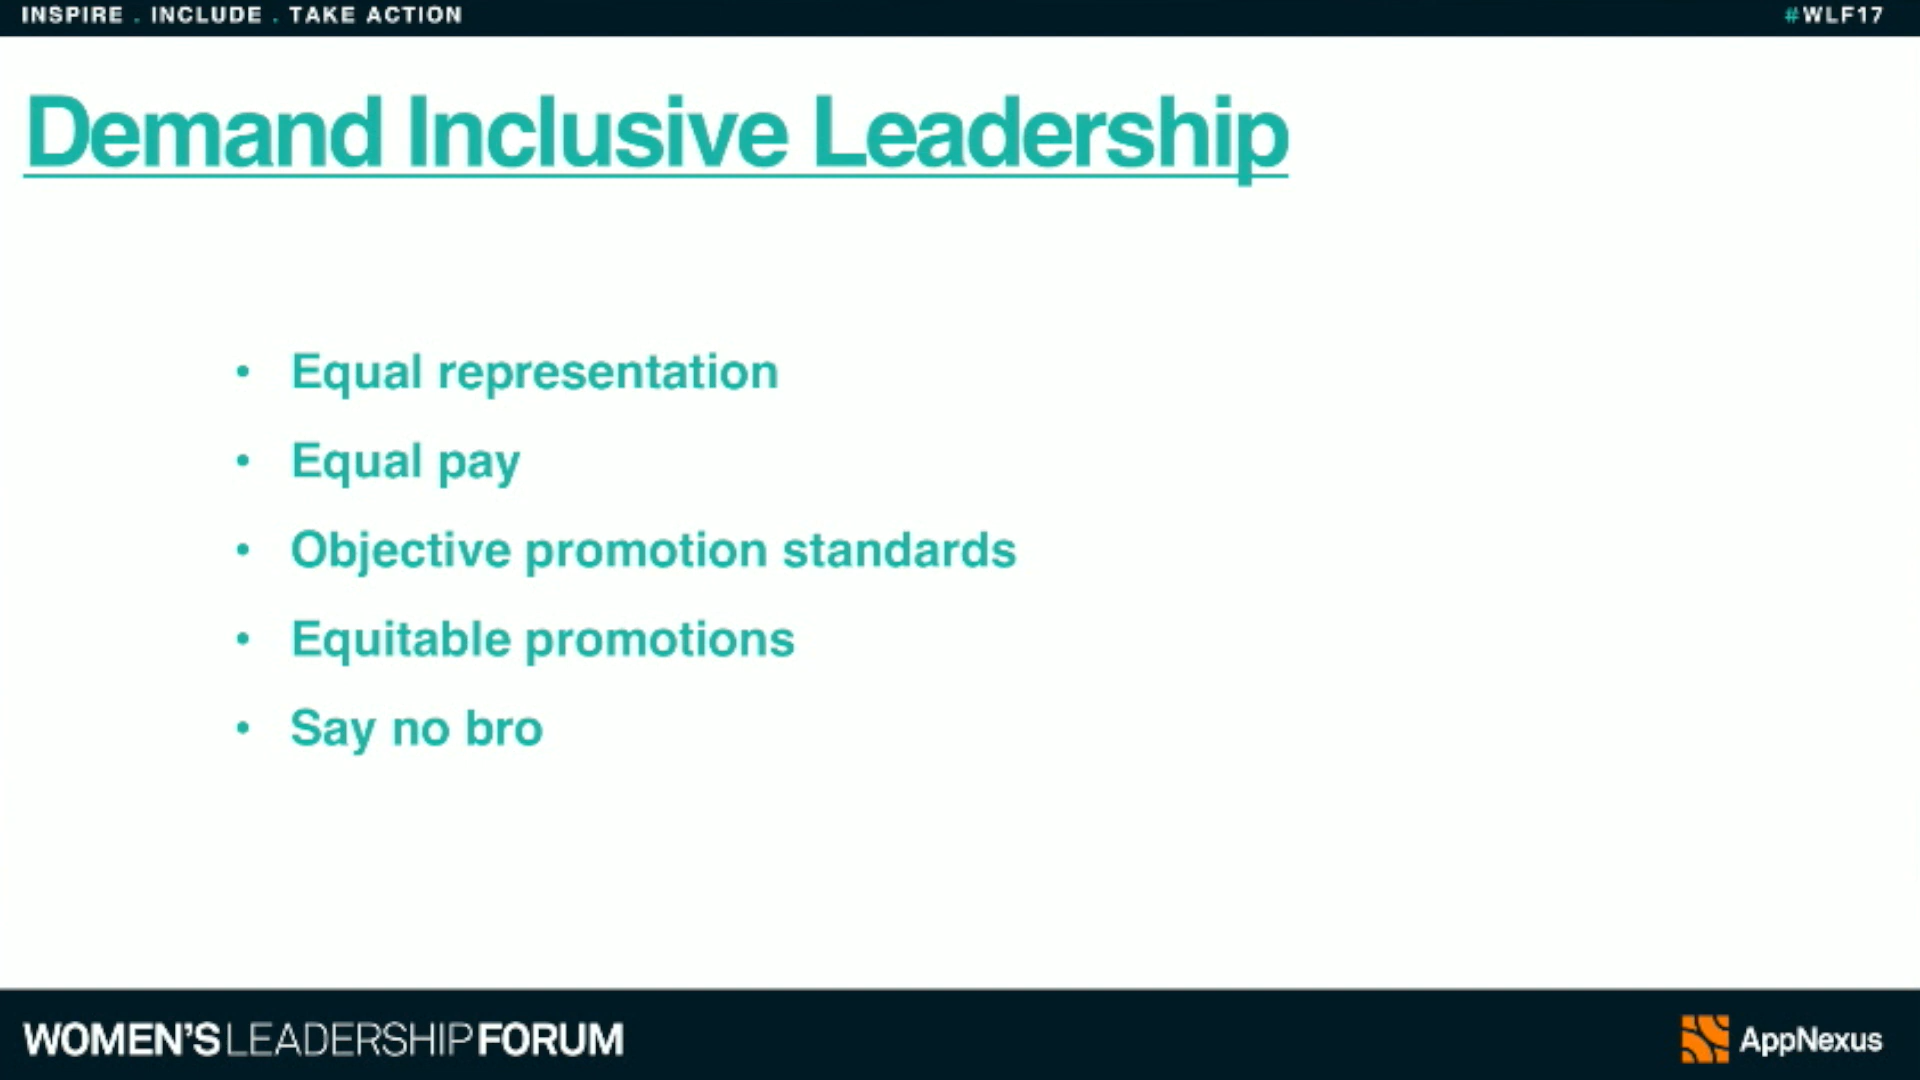 INSPIRE . INCLUDE . TAKE ACTION
#WLF17
Demand Inclusive Leadership
• Equal representation
• Equal pay
• Objective promotion standards
• Equitable promotions
• Say no bro
WOMEN'S LEADERSHIP FORUM
AppNexus